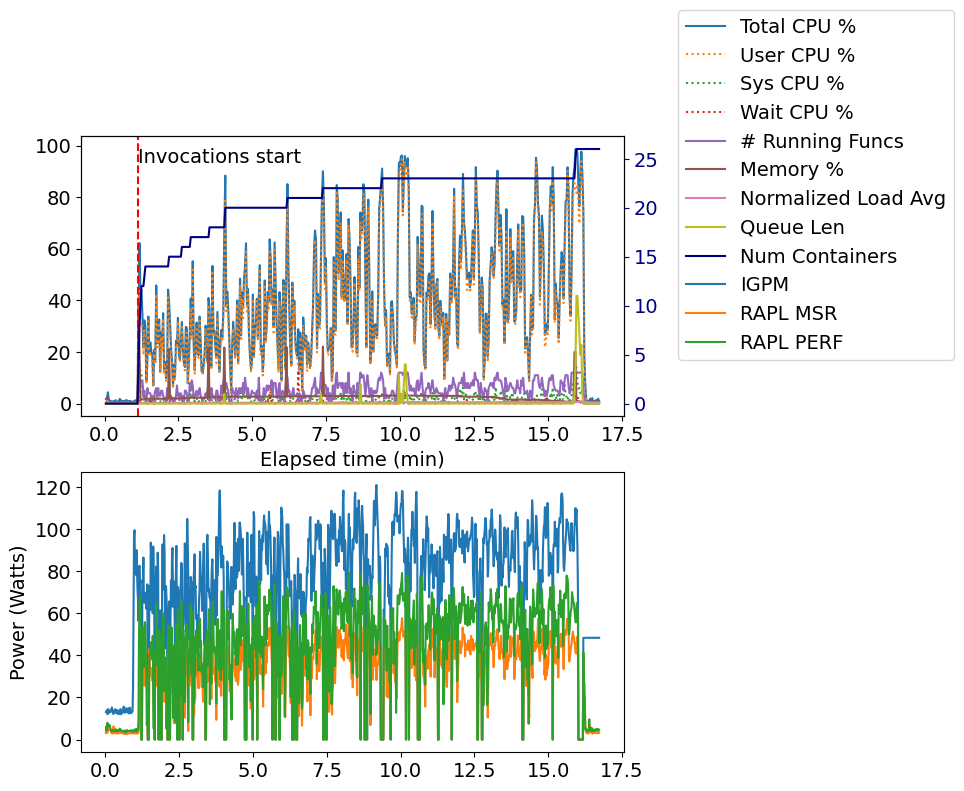 Total CPU %
User CPU %
Sys CPU %
Wait CPU %
# Running Funcs
Memory %
Normalized Load Avg
Queue Len
Num Containers
IGPM
RAPL MSR
RAPL PERF
Invocations start
100
80
60
40
20
0
25
20
15
10
5
0
0.0 2.5 5.0 7.5 10.0 12.5 15.0 17.5
Elapsed time (min)
Power (Watts)
120
100
80
60
40
20
0
0.0 2.5 5.0 7.5 10.0 12.5 15.0 17.5